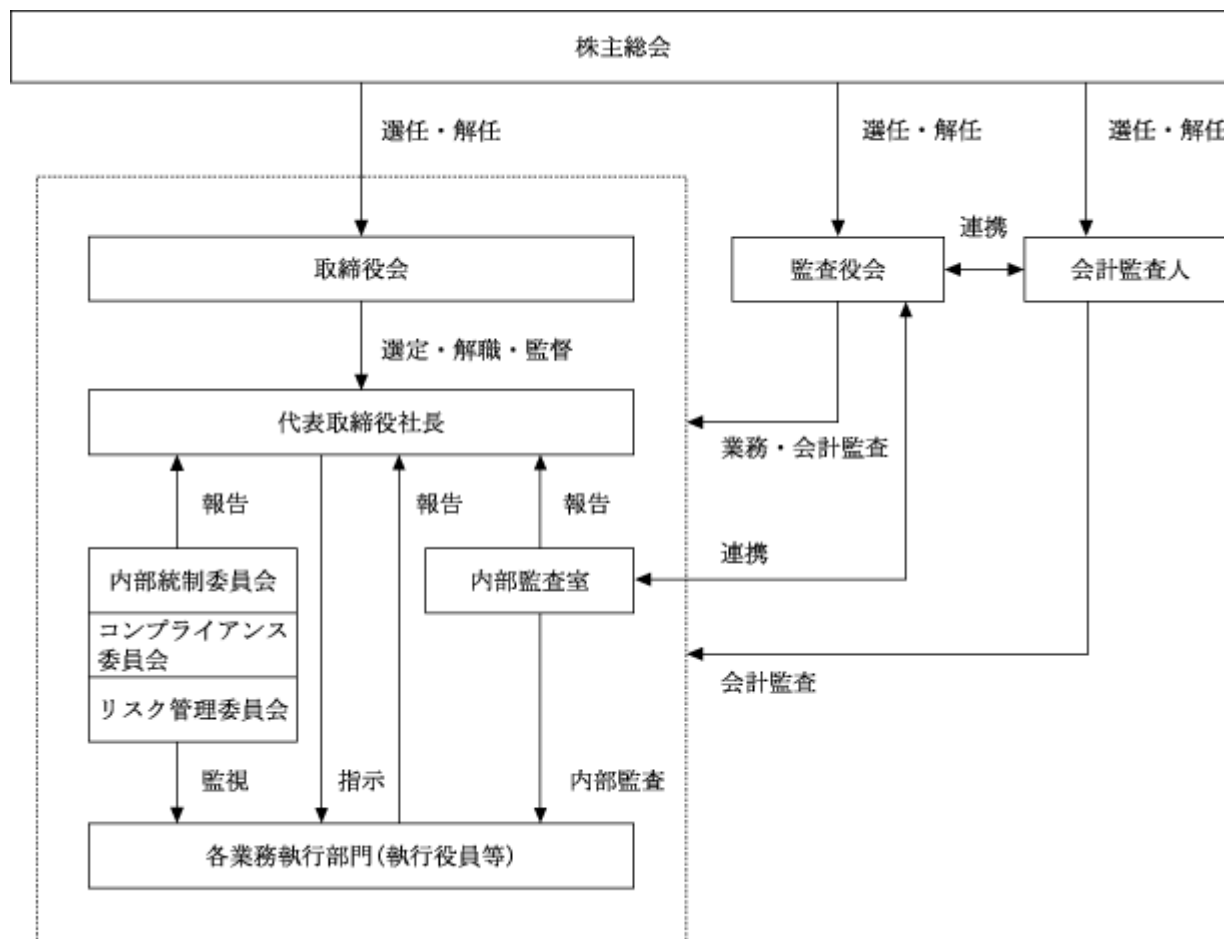 株主総会
選任・解任
選任・解任
選任・解任
取締役会
監査役会
連携
会計監査人
選定・解職・監督
代表取締役社長
業務・会計監査
報告
報告
報告
連携
内部統制委員会
内部監査室
コンプライアンス
委員会
リスク管理委員会
会計監査
監視
指示
内部監査
各業務執行部門(執行役員等)